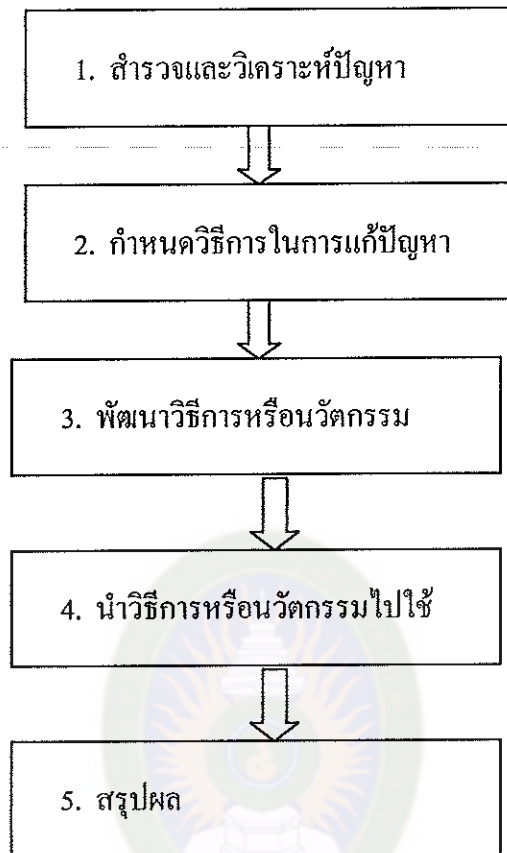 1. สำรวจและวิเคราะห์ปัญหา
2. กำหนดวิธีการในการแก้ปัญหา
3. พัฒนาวิธีการหรือนวัตกรรม
4. นำวิธีการหรือนวัตกรรมไปใช้
5. สรุปผล